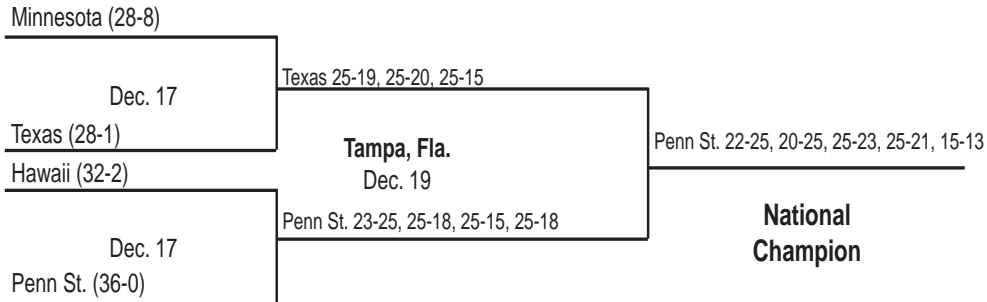 Minnesota (28-8)
Dec. 17
Texas (28-1)
Texas 25-19, 25-20, 25-15
Hawaii (32-2)
Dec. 17
Penn St. (36-0)
Penn St. 23-25, 25-18, 25-15, 25-18
Tampa, Fla.
Dec. 19
Penn St. 22-25, 20-25, 25-23, 25-21, 15-13
National
Champion